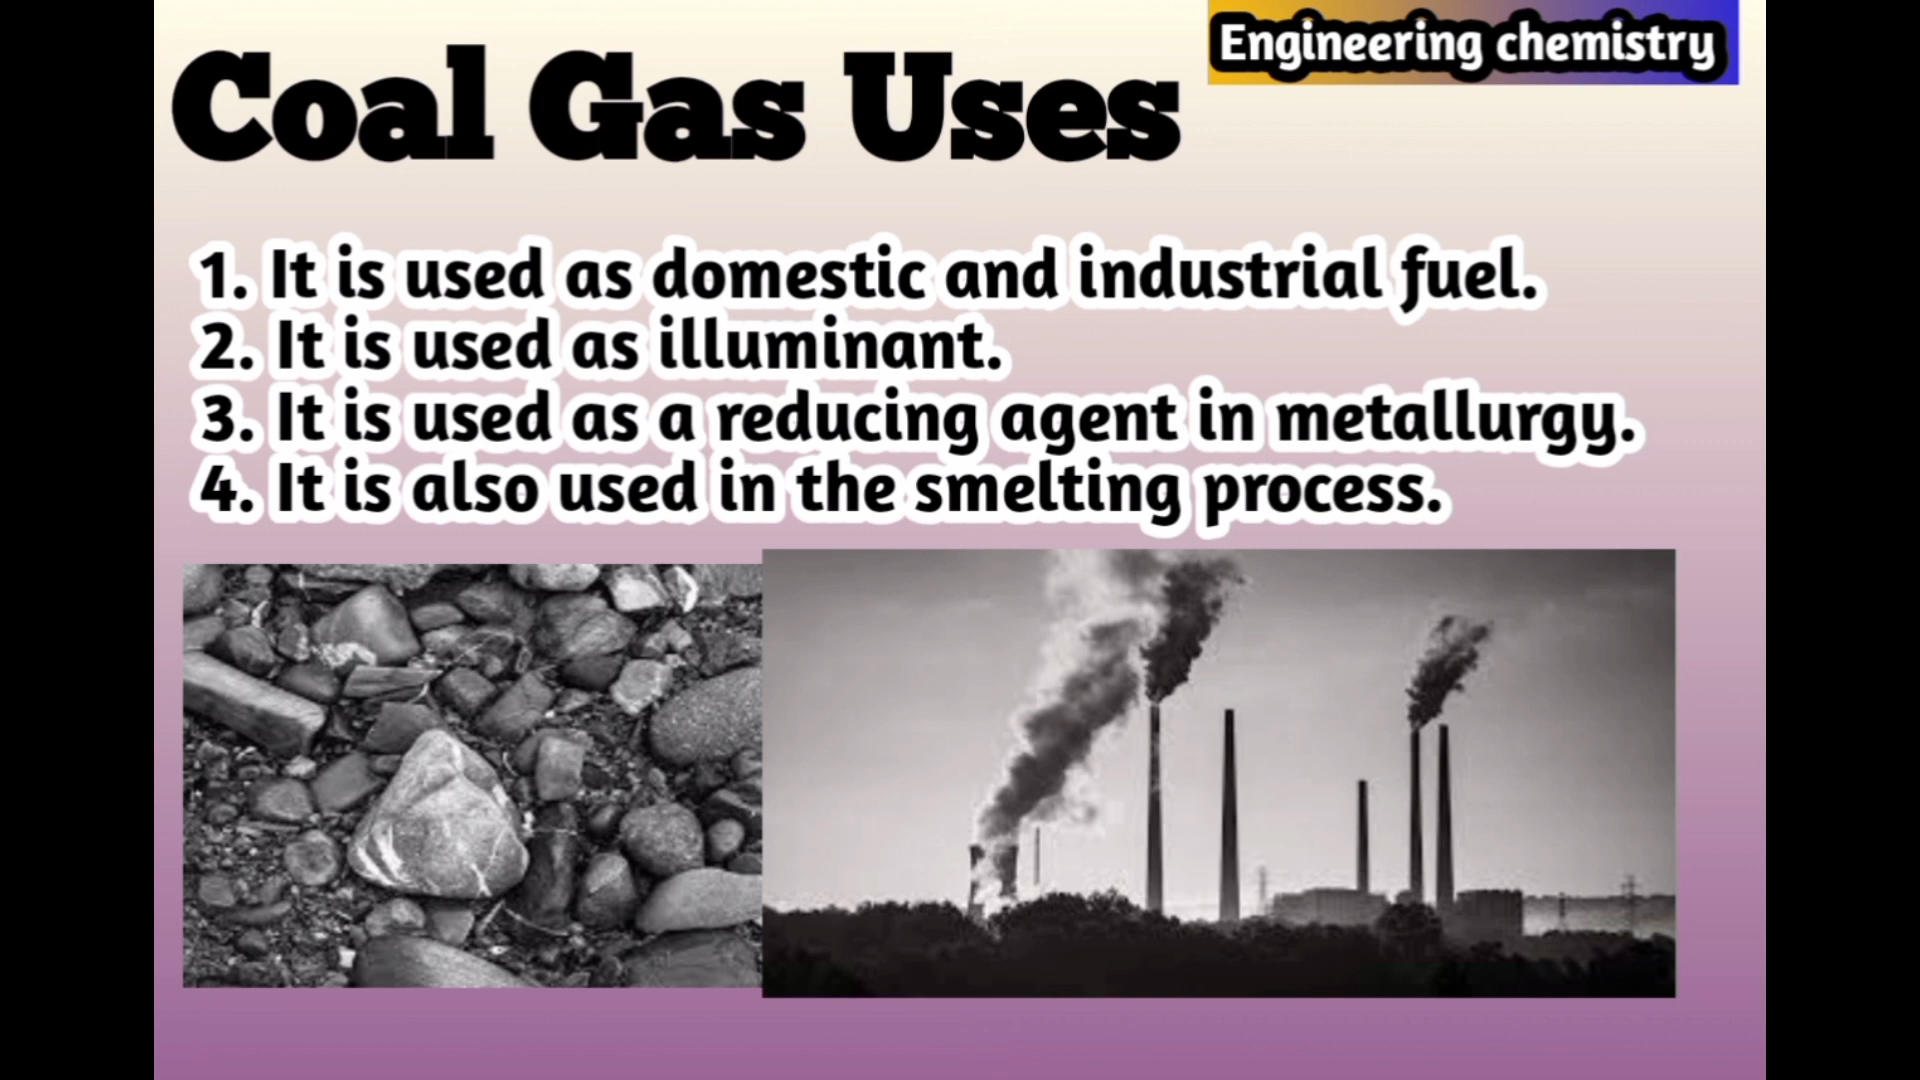 Engineering chemistry
Coal Gas Uses
1. It is used as domestic and industrial fuel.
2. It is used as illuminant.
3. It is used as a reducing agent in metallurgy.
4. It is also used in the smelting process.